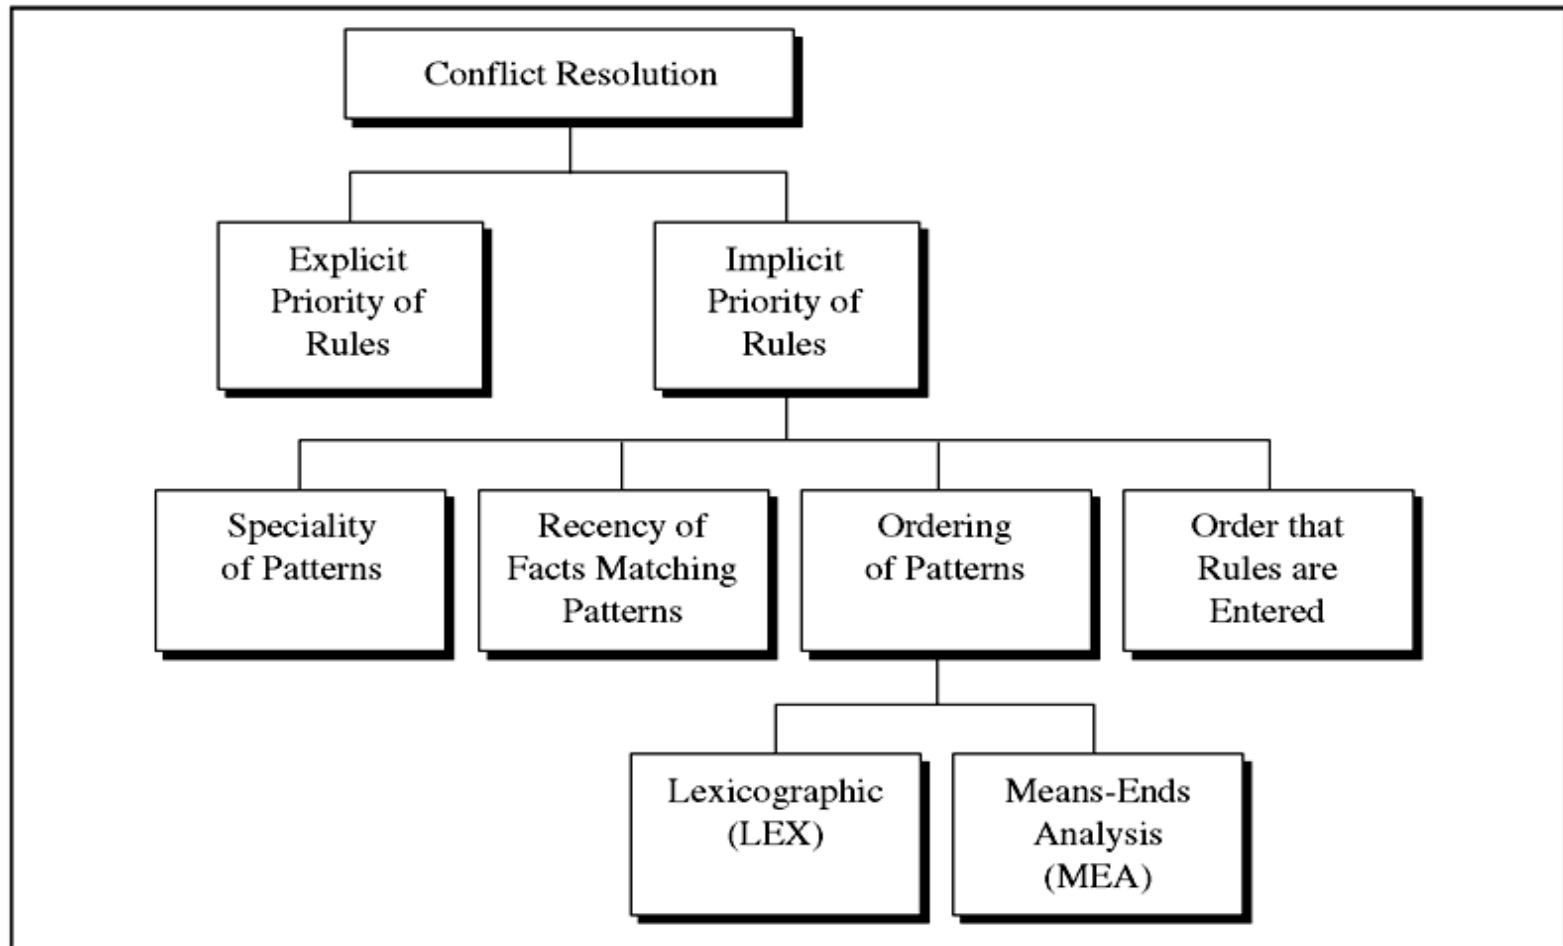 Conflict Resolution
Explicit
Priority of
Rules
Implicit
Priority of
Rules
Speciality
of Patterns
Recency of
Facts Matching
Patterns
Ordering
of Patterns
Order that
Rules are
Entered
Lexicographic
(LEX)
Means-Ends
Analysis
(MEA)